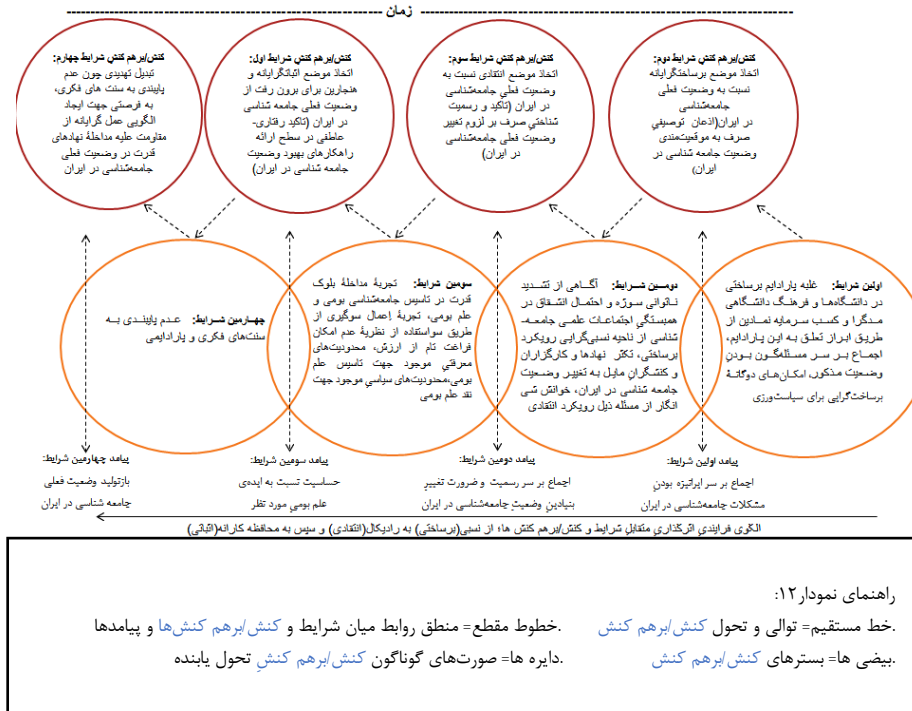 زمان
کنش/برهم کنشِ شرایط دوم:
اتخاذ موضع برساختگرایانه
نسبت به وضعیت فعلی
جامعه‌شناسی
در ایران(اذعان توصیفیِ
صرف به موقعیت‌مندی
وضعیت جامعه شناسی در
ایران)
کنش/برهم کنشِ شرایط سوم:
اتخاذ موضع انتقادی نسبت به
وضعیت فعلیِ جامعه شناسی
در ایران (تاکید و رسمیت
شناختیِ صرف بر لزوم تغییر
وضعیت فعلی جامعه‌شناسی
در ایران)
کنش/برهم کنشِ شرایط اول:
اتخاذ موضع اثباتگرایانه و
هنجارین برای برون رفت از
وضعیت فعلی جامعه شناسی
در ایران (تاکید رفتاری-
عاطفی در سطح ارائه
راهکارهای بهبود وضعیت
جامعه شناسی در ایران)
کنش/برهم کنشِ شرایط چهارم:
تبدیل تهدیدی چون عدم
پایبندی به سنت های فکری،
به فرصتی جهت ایجاد
الگویی عمل گرایانه از
مقاومت علیه مداخلهٔ نهادهای
قدرت در وضعیت فعلی
جامعه‌شناسی در ایران
اولین شرایط: غلبه پارادایم برساختی
در دانشگاه‌ها و فرهنگ دانشگاهی
مدگرا و کسب سرمایه نمادین از
طریق ابراز تعلق به این پارادایم،
اجماع بر سر مسئله‌گون بودنِ
وضعیت مذکور، امکان‌های دوگانهٔ
برساخت‌گرایی برای سیاست‌ورزی
دومین شرایط: آگاهی از تشدید
ناتوانی سوژه و احتمال انشقاق در
همبستگیِ اجتماعات علمی جامعه-
شناسی از ناحیه نسبی‌گرایی رویکرد
برساختی، تکثر نهادها و کارگزاران
و کنشگرانِ مایل به تغییر وضعیت
جامعه شناسی در ایران، خوانش شی
انگار از مسئله ذیل رویکرد انتقادی
سومین شرایط: تجربهٔ مداخلهٔ بلوک
قدرت در تاسیس جامعه‌شناسی بومی و
علم بومی، تجربهٔ اِعمال سوگیری از
طریق سواستفاده از نظریهٔ عدم امکان
فراغت تام از ارزش، محدودیت‌های
معرفتیِ موجود جهت تاسیس علم
بومی،محدودیت‌های سیاسیِ موجود جهت
نقد علم بومی
چهارمین شرایط: عدم پایبندی به
سنت‌های فکری و پارادایمی
پیامد اولین شرایط:
اجماع بر سر ابراتیزه بودنِ
مشکلات جامعه‌شناسی در ایران
پیامد دومین شرایط:
اجماع بر سر رسمیت و ضرورت تغییرِ
بنیادینِ وضعیتِ جامعه‌شناسی در ایران
پیامد سومین شرایط:
حساسیت نسبت به ایده‌ی
علم بومیِ مورد نظر
پیامد چهارمین شرایط:
بازتولید وضعیت فعلی
جامعه شناسی در ایران
الگوی فرایندیِ اثرگذاریِ متقابلِ شرایط و کنش/برهم کنش ها؛ از نسبی(برساختی) به رادیکال(انتقادی) و سپس به محافظه کارانه(اثباتی)
راهنمای نمودار۱۲:
.خط مستقیم= توالی و تحول کنش/برهم کنش .خطوط مقطع= منطق روابط میان شرایط و کنش/برهم کنش‌ها و پیامدها
.بیضی ها= بسترهای کنش/برهم کنش .دایره ها= صورت‌های گوناگون کنش/برهم کنشِ تحول یابنده